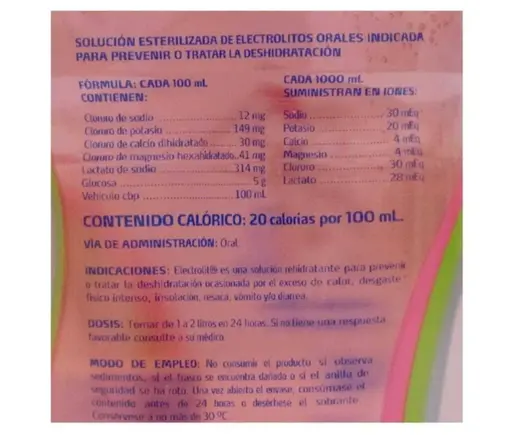 SOLUCIÓN ESTERILIZADA DE ELECTROLITOS ORALES INDICADA
PARA PREVENIR O TRATAR LA DESHIDRATACIÓN
FÓRMULA: CADA 100 mL
CONTIENEN:
Cloruro de sodio 12 mg
Cloruro de potasio 149 mg
Cloruro de calcio dihidratado 30 mg
Cloruro de magnesio hexahidratado 41 mg
Lactato de sodio 314 mg
Glucosa 5 g
Vehículo cbp 100 mL
CADA 1000 mL
SUMINISTRAN EN IONES:
Sodio 30 mEq
Potasio 20 mEq
Calcio 4 mEq
Magnesio 4 mEq
Cloruro 30 mEq
Lactato 28 mEq
CONTENIDO CALÓRICO: 20 calorías por 100 mL.
VÍA DE ADMINISTRACIÓN: Oral
INDICACIONES: Electrolit® es una solución rehidratante para prevenir
o tratar la deshidratación ocasionada por el exceso de calor, desgaste
físico intenso, insolación, resaca, vómito y/o diarrea.
DOSIS: Tomar de 1 a 2 litros en 24 horas. Si no tiene una respuesta
favorable consulte a su médico.
MODO DE EMPLEO: No consumir el producto si observa
sedimentos, si el frasco se encuentra dañado o si el anillo de
seguridad se ha roto. Una vez abierto el envase, consúmase el
contenido antes de 24 horas o deséchese el sobrante.
Consérvese a no más de 30 ºC